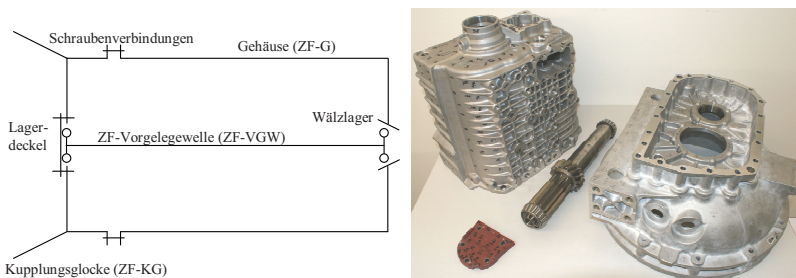 Schraubenverbindungen
Gehäuse (ZF-G)
Wälzlager
Lager-
deckel
ZF-Vorgelegewelle (ZF-VGW)
Kupplungsglocke (ZF-KG)